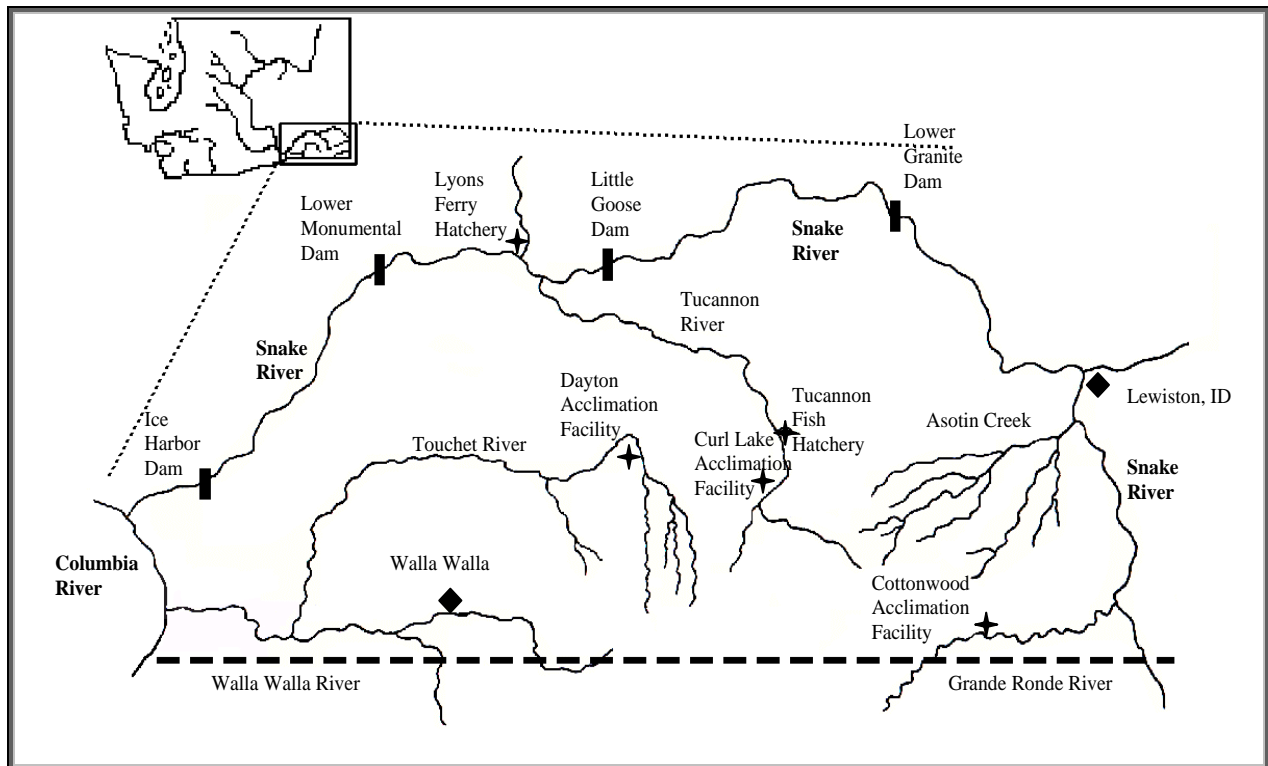 Lower
Granite
Dam
Lyons
Ferry
Hatchery
Little
Goose
Dam
Lower
Monumental
Dam
Snake
River
Tucannon
River
Snake
River
Dayton
Acclimation
Facility
Tucannon
Fish
Hatchery
Lewiston, ID
Asotin Creek
Ice
Harbor
Dam
Touchet River
Curl Lake
Acclimation
Facility
Snake
River
Columbia
River
Walla Walla
Cottonwood
Acclimation
Facility
Walla Walla River
Grande Ronde River